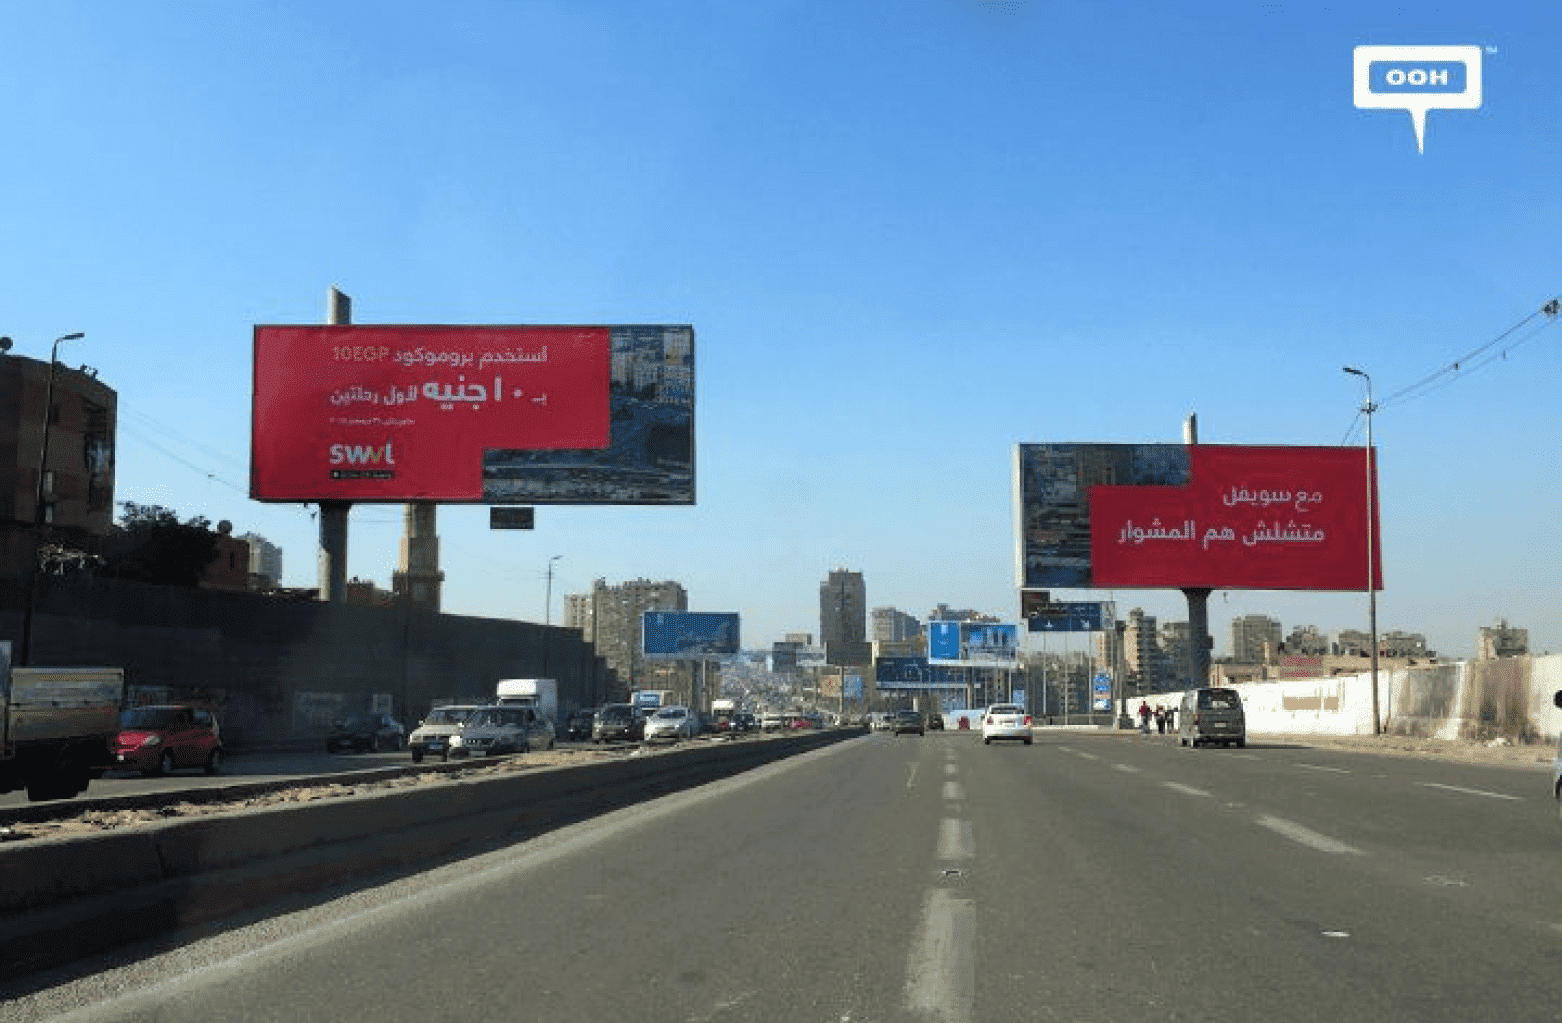 OOH
استخدم بروموكود 10EGP
بـ ١٠ جنيه لأول رحلتين
swvl
مع سويفل
متشلش هم المشوار